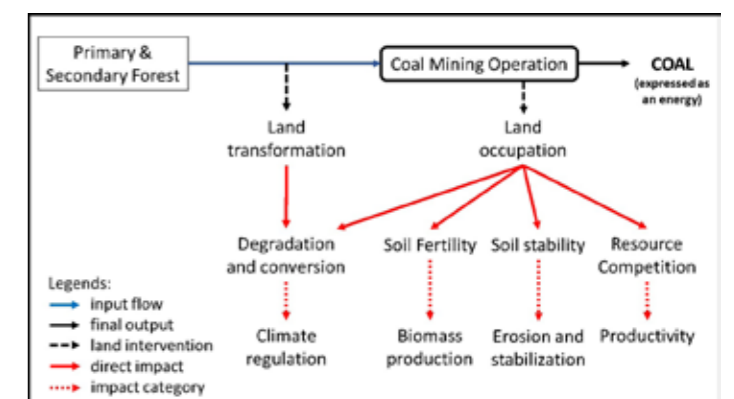 Primary &
Secondary Forest
Coal Mining Operation
COAL
(expressed as
an energy)
Land
transformation
Land
occupation
Degradation
and conversion
Soil Fertility
Soil stability
Resource
Competition
Climate
regulation
Biomass
production
Erosion and
stabilization
Productivity
Legends:
input flow
final output
land intervention
direct impact
impact category